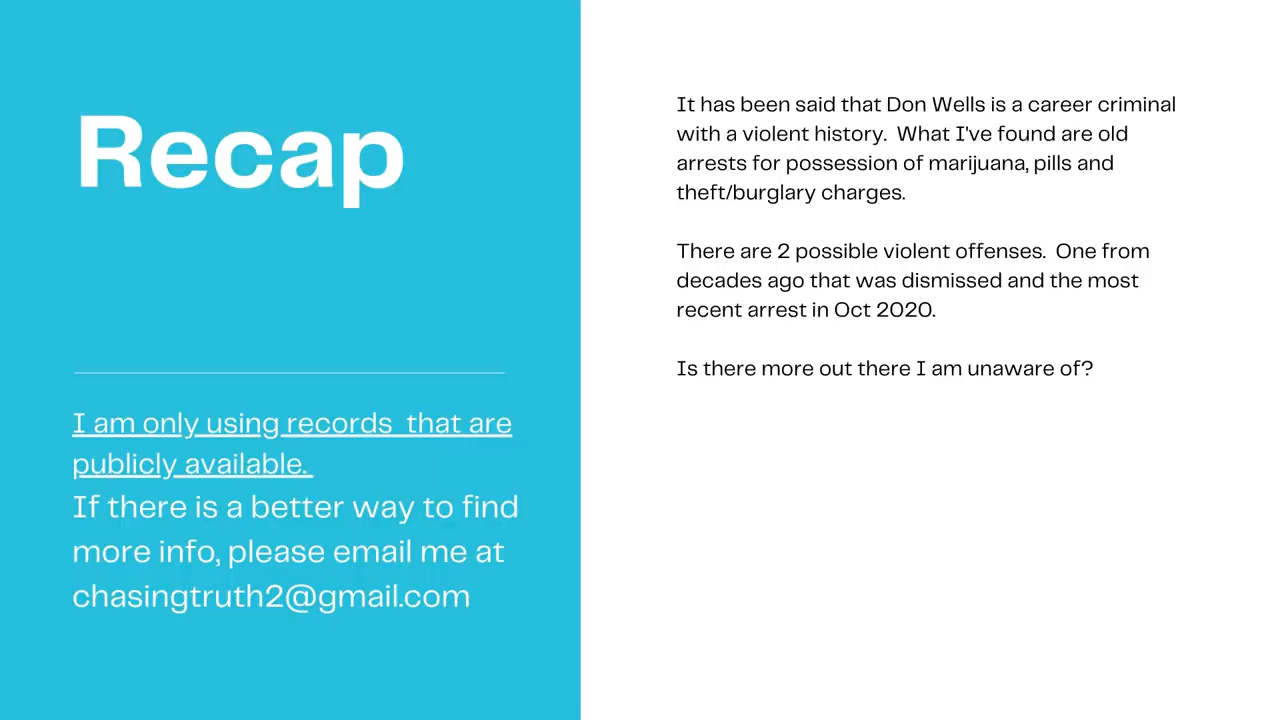 Recap
I am only using records  that are
publicly available.
If there is a better way to find
more info, please email me at
chasingtruth2@gmail.com
It has been said that Don Wells is a career criminal
with a violent history.  What I've found are old
arrests for possession of marijuana, pills and
theft/burglary charges.
There are 2 possible violent offenses.  One from
decades ago that was dismissed and the most
recent arrest in Oct 2020.
Is there more out there I am unaware of?